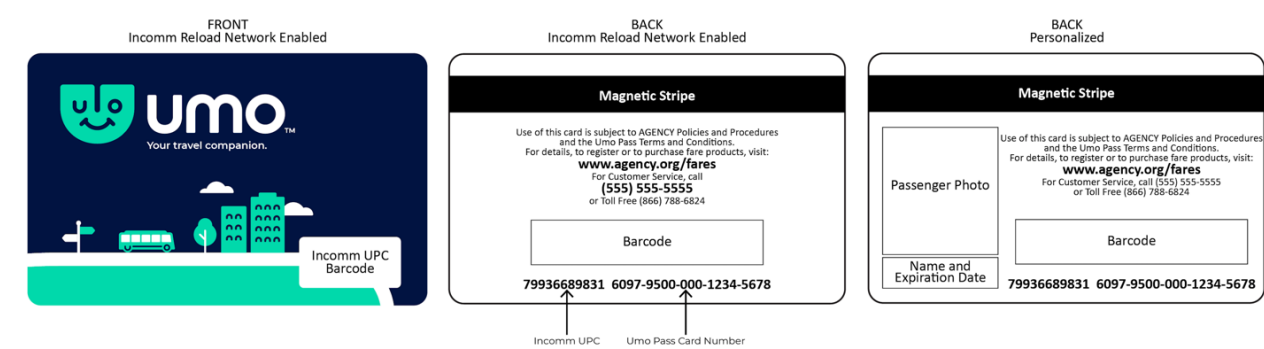 FRONT
Incomm Reload Network Enabled
ulo
umo™
Your travel companion.
Incomm UPC
Barcode
BACK
Incomm Reload Network Enabled
Magnetic Stripe
Use of this card is subject to AGENCY Policies and Procedures
and the Umo Pass Terms and Conditions.
For details, to register or to purchase fare products, visit:
www.agency.org/fares
For Customer Service, call
(555) 555-5555
or Toll Free (866) 788-6824
Barcode
79936689831 6097-9500-000-1234-5678
Incomm UPC
Umo Pass Card Number
BACK
Personalized
Magnetic Stripe
Passenger Photo
Name and
Expiration Date
Use of this card is subject to AGENCY Policies and Procedures
and the Umo Pass Terms and Conditions.
For details, to register or to purchase fare products, visit:
www.agency.org/fares
For Customer Service, call (555) 555-5555
or Toll Free (866) 788-6824
Barcode
79936689831 6097-9500-000-1234-5678